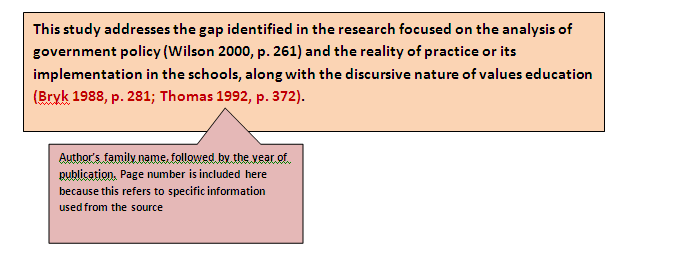 This study addresses the gap identified in the research focused on the analysis of
government policy (Wilson 2000, p. 261) and the reality of practice or its
implementation in the schools, along with the discursive nature of values education
(Bryk 1988, p. 281; Thomas 1992, p. 372).
Author's family name, followed by the year of
publication. Page number is included here
because this refers to specific information
used from the source